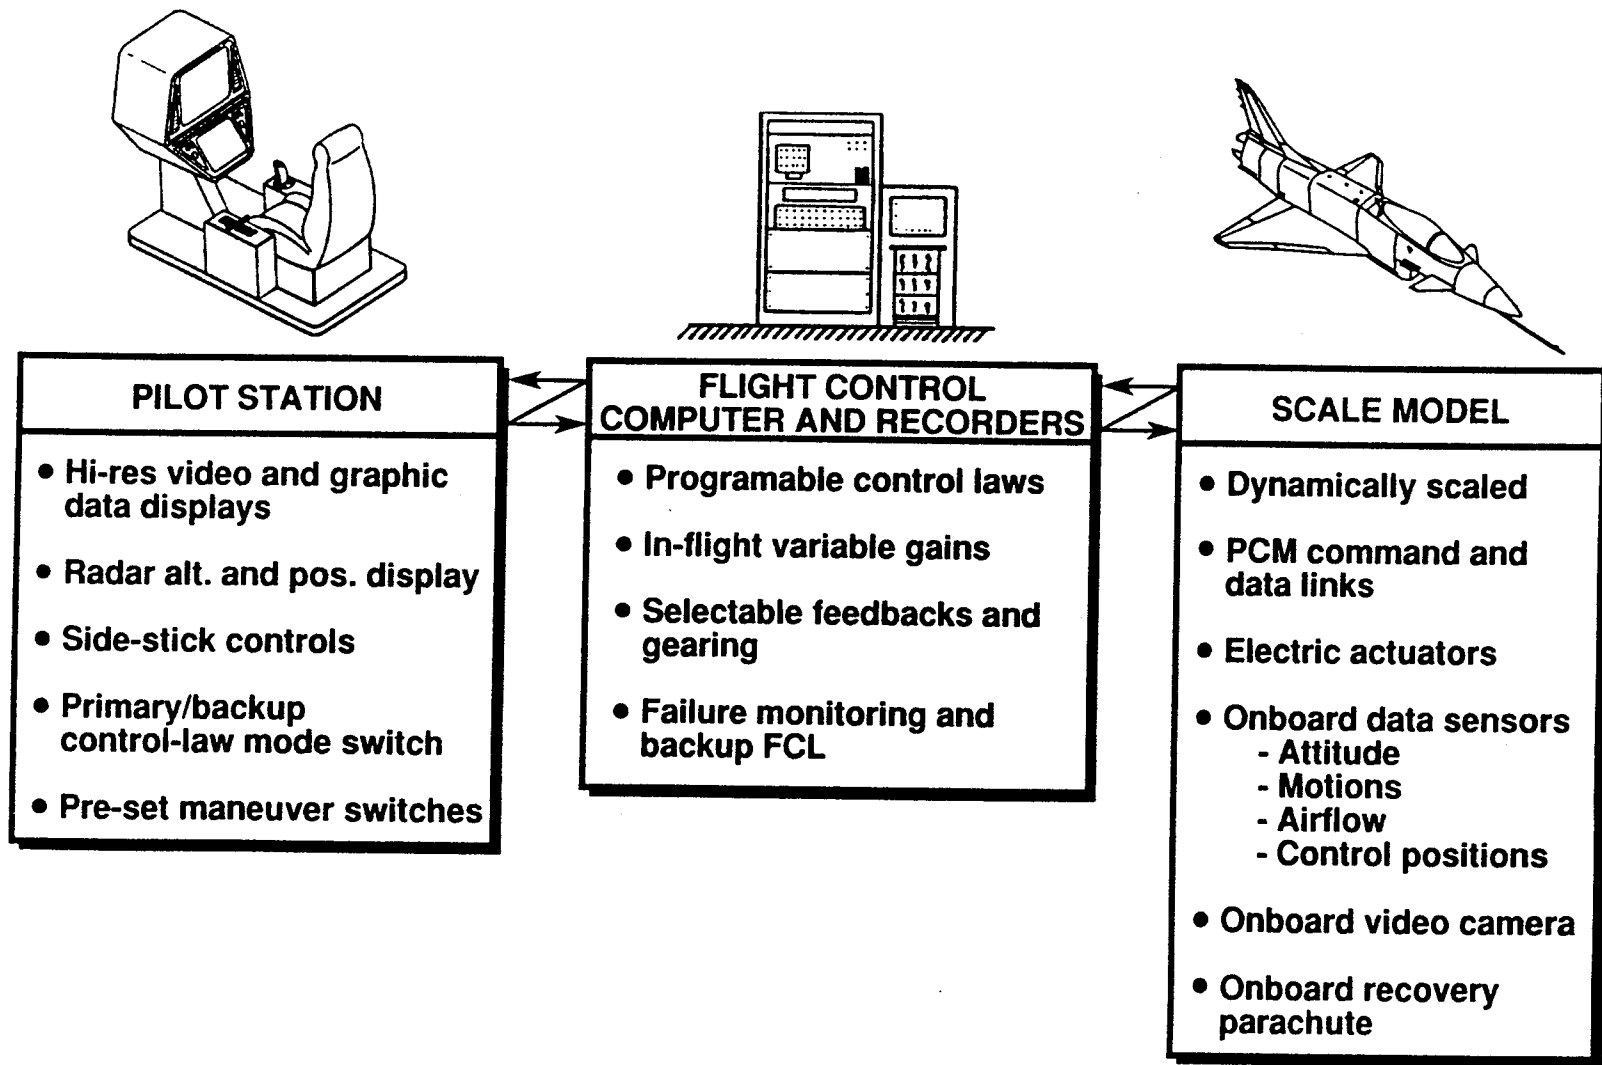 PILOT STATION
• Hi-res video and graphic
data displays
• Radar alt. and pos. display
• Side-stick controls
• Primary/backup
control-law mode switch
• Pre-set maneuver switches
FLIGHT CONTROL
COMPUTER AND RECORDERS
• Programable control laws
• In-flight variable gains
• Selectable feedbacks and
gearing
• Failure monitoring and
backup FCL
SCALE MODEL
• Dynamically scaled
• PCM command and
data links
• Electric actuators
• Onboard data sensors
- Attitude
- Motions
- Airflow
- Control positions
• Onboard video camera
• Onboard recovery
parachute